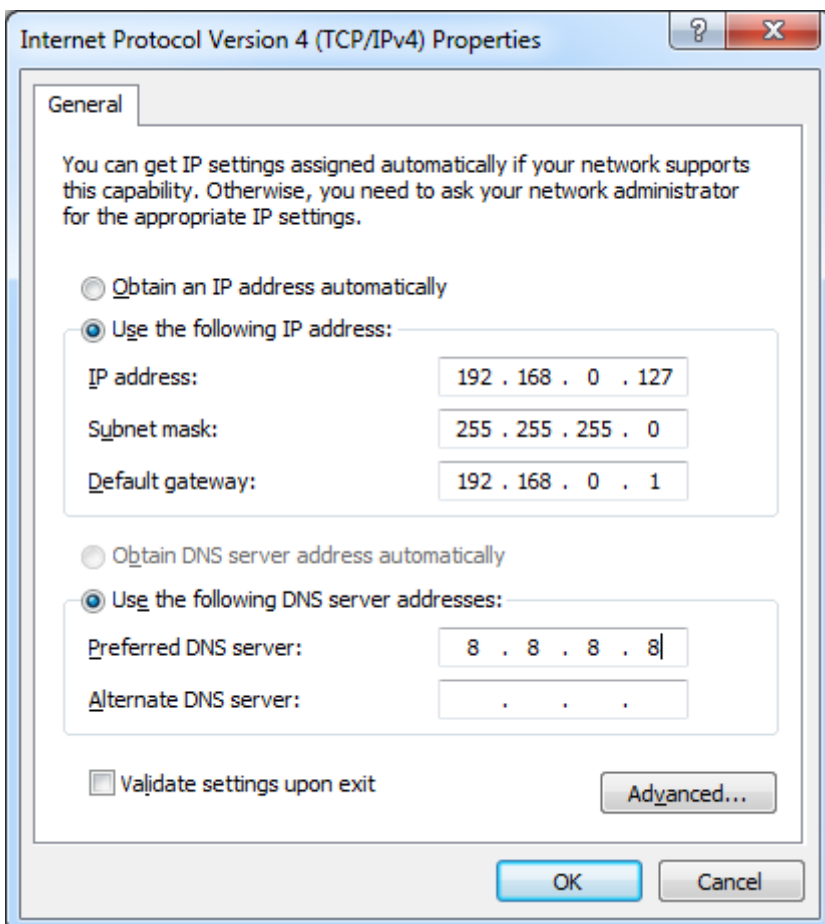 Internet Protocol Version 4 (TCP/IPv4) Properties
General
You can get IP settings assigned automatically if your network supports
this capability. Otherwise, you need to ask your network administrator
for the appropriate IP settings.
Obtain an IP address automatically
Use the following IP address:
IP address: 192 . 168 . 0 . 127
Subnet mask: 255 . 255 . 255 . 0
Default gateway: 192 . 168 . 0 . 1
Obtain DNS server address automatically
Use the following DNS server addresses:
Preferred DNS server: 8 . 8 . 8 . 8
Alternate DNS server: . . .
Validate settings upon exit
Advanced...
OK Cancel